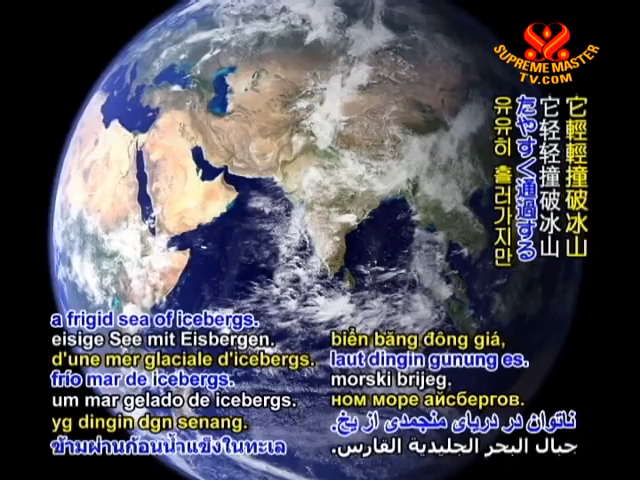 SUPREME MASTER
TV.COM
它輕輕撞破冰山
它轻轻撞破冰山
たやすく通過する
유유히 흘러가지만
a frigid sea of icebergs.
eisige See mit Eisbergen.
d'une mer glaciale d'icebergs.
frío mar de icebergs.
um mar gelado de icebergs.
yg dingin dgn senang.
ข้ามผ่านก้อนน้ำแข็งในทะเล
biển băng đông giá,
laut dingin gunung es.
morski brijeg.
ном море айсбергов.
ناتوان در دریای منجمدی از یخ.
جبال البحر الجليدية القارس.